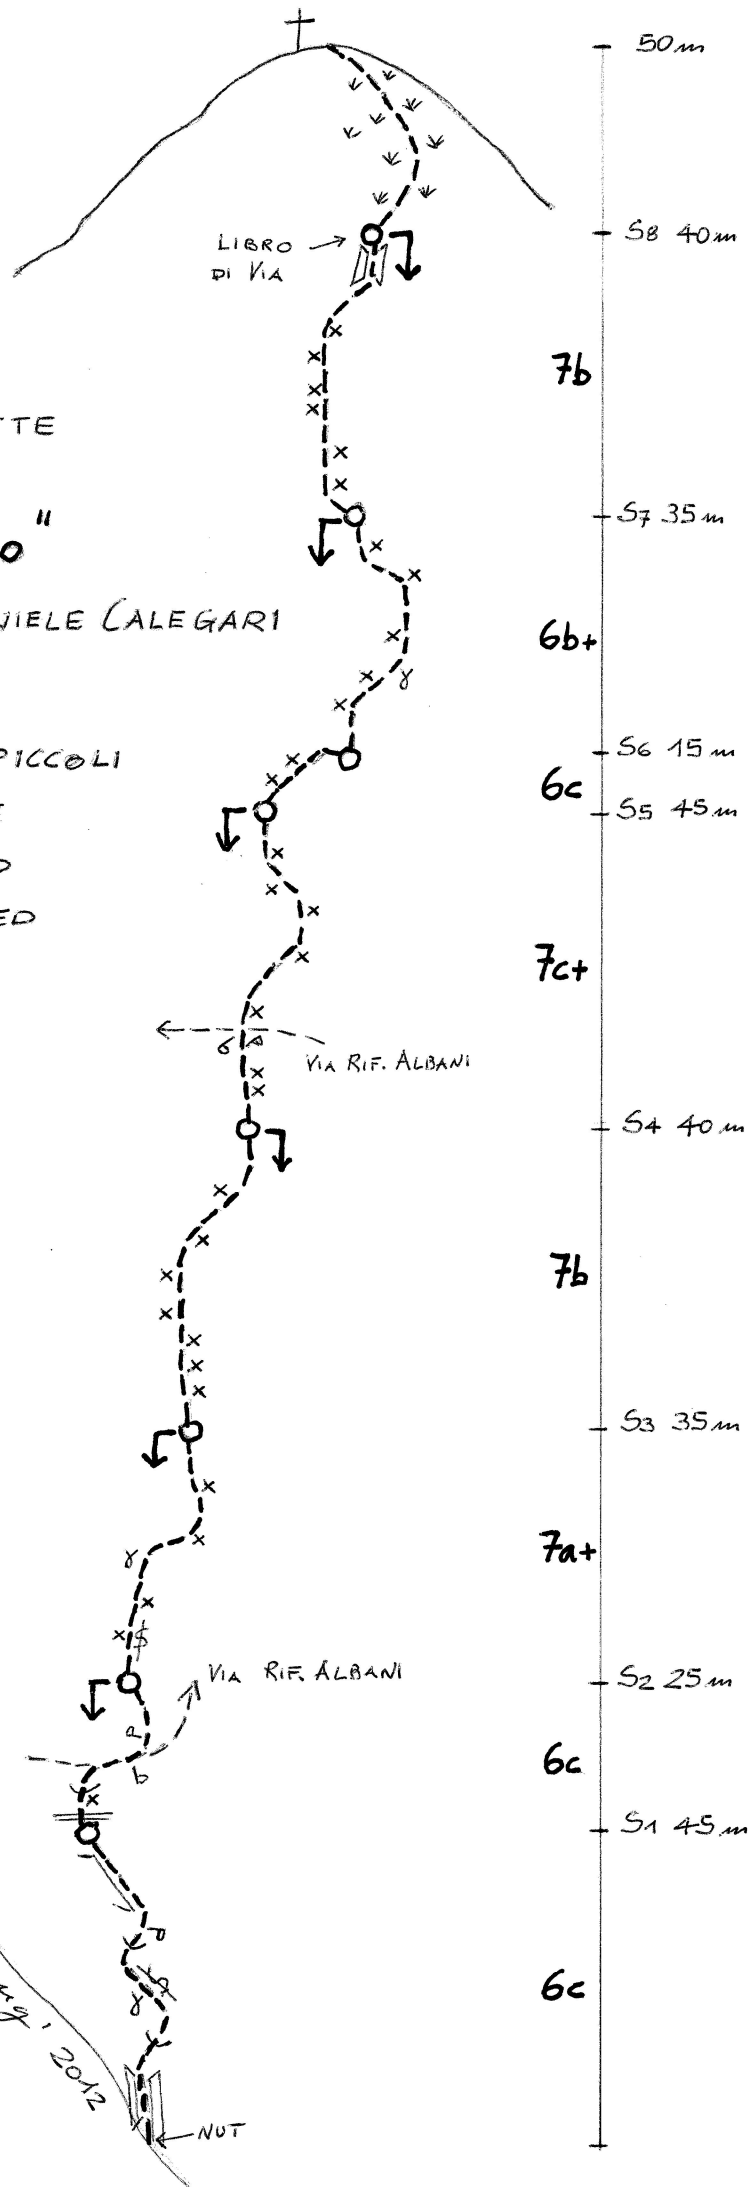 50m
LIBRO
DI VIA
S8 40m
7b
TTE
"
S7 35m
O
NIELE CALEGARI
6b+
PICCOLI
S6 15m
6c
S5 45m
ED
7c+
VIA RIF. ALBANI
S4 40m
7b
S3 35m
7a+
VIA RIF. ALBANI
S2 25m
6c
S1 45m
6c
2012
NUT